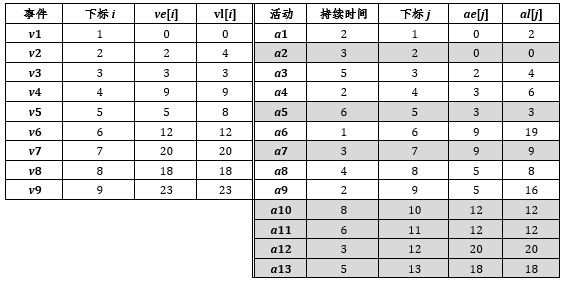 事件 下标 i ve[i] vl[i] 活动 持续时间 下标 j ae[j] al[j]
v1 1 0 0 a1 2 1 0 2
v2 2 2 4 a2 3 2 0 0
v3 3 3 3 a3 5 3 2 4
v4 4 9 9 a4 2 4 3 6
v5 5 5 8 a5 6 5 3 3
v6 6 12 12 a6 1 6 9 19
v7 7 20 20 a7 3 7 9 9
v8 8 18 18 a8 4 8 5 8
v9 9 23 23 a9 2 9 5 16
a10 8 10 12 12
a11 6 11 12 12
a12 3 12 20 20
a13 5 13 18 18